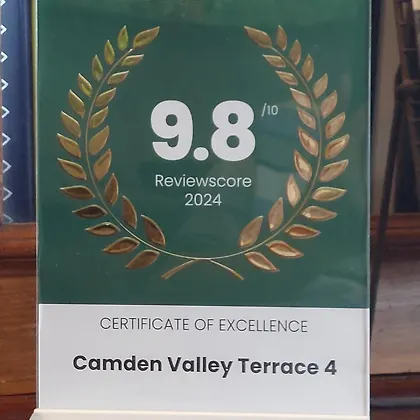 9.8 /10
Reviewscore
2024
CERTIFICATE OF EXCELLENCE
Camden Valley Terrace 4